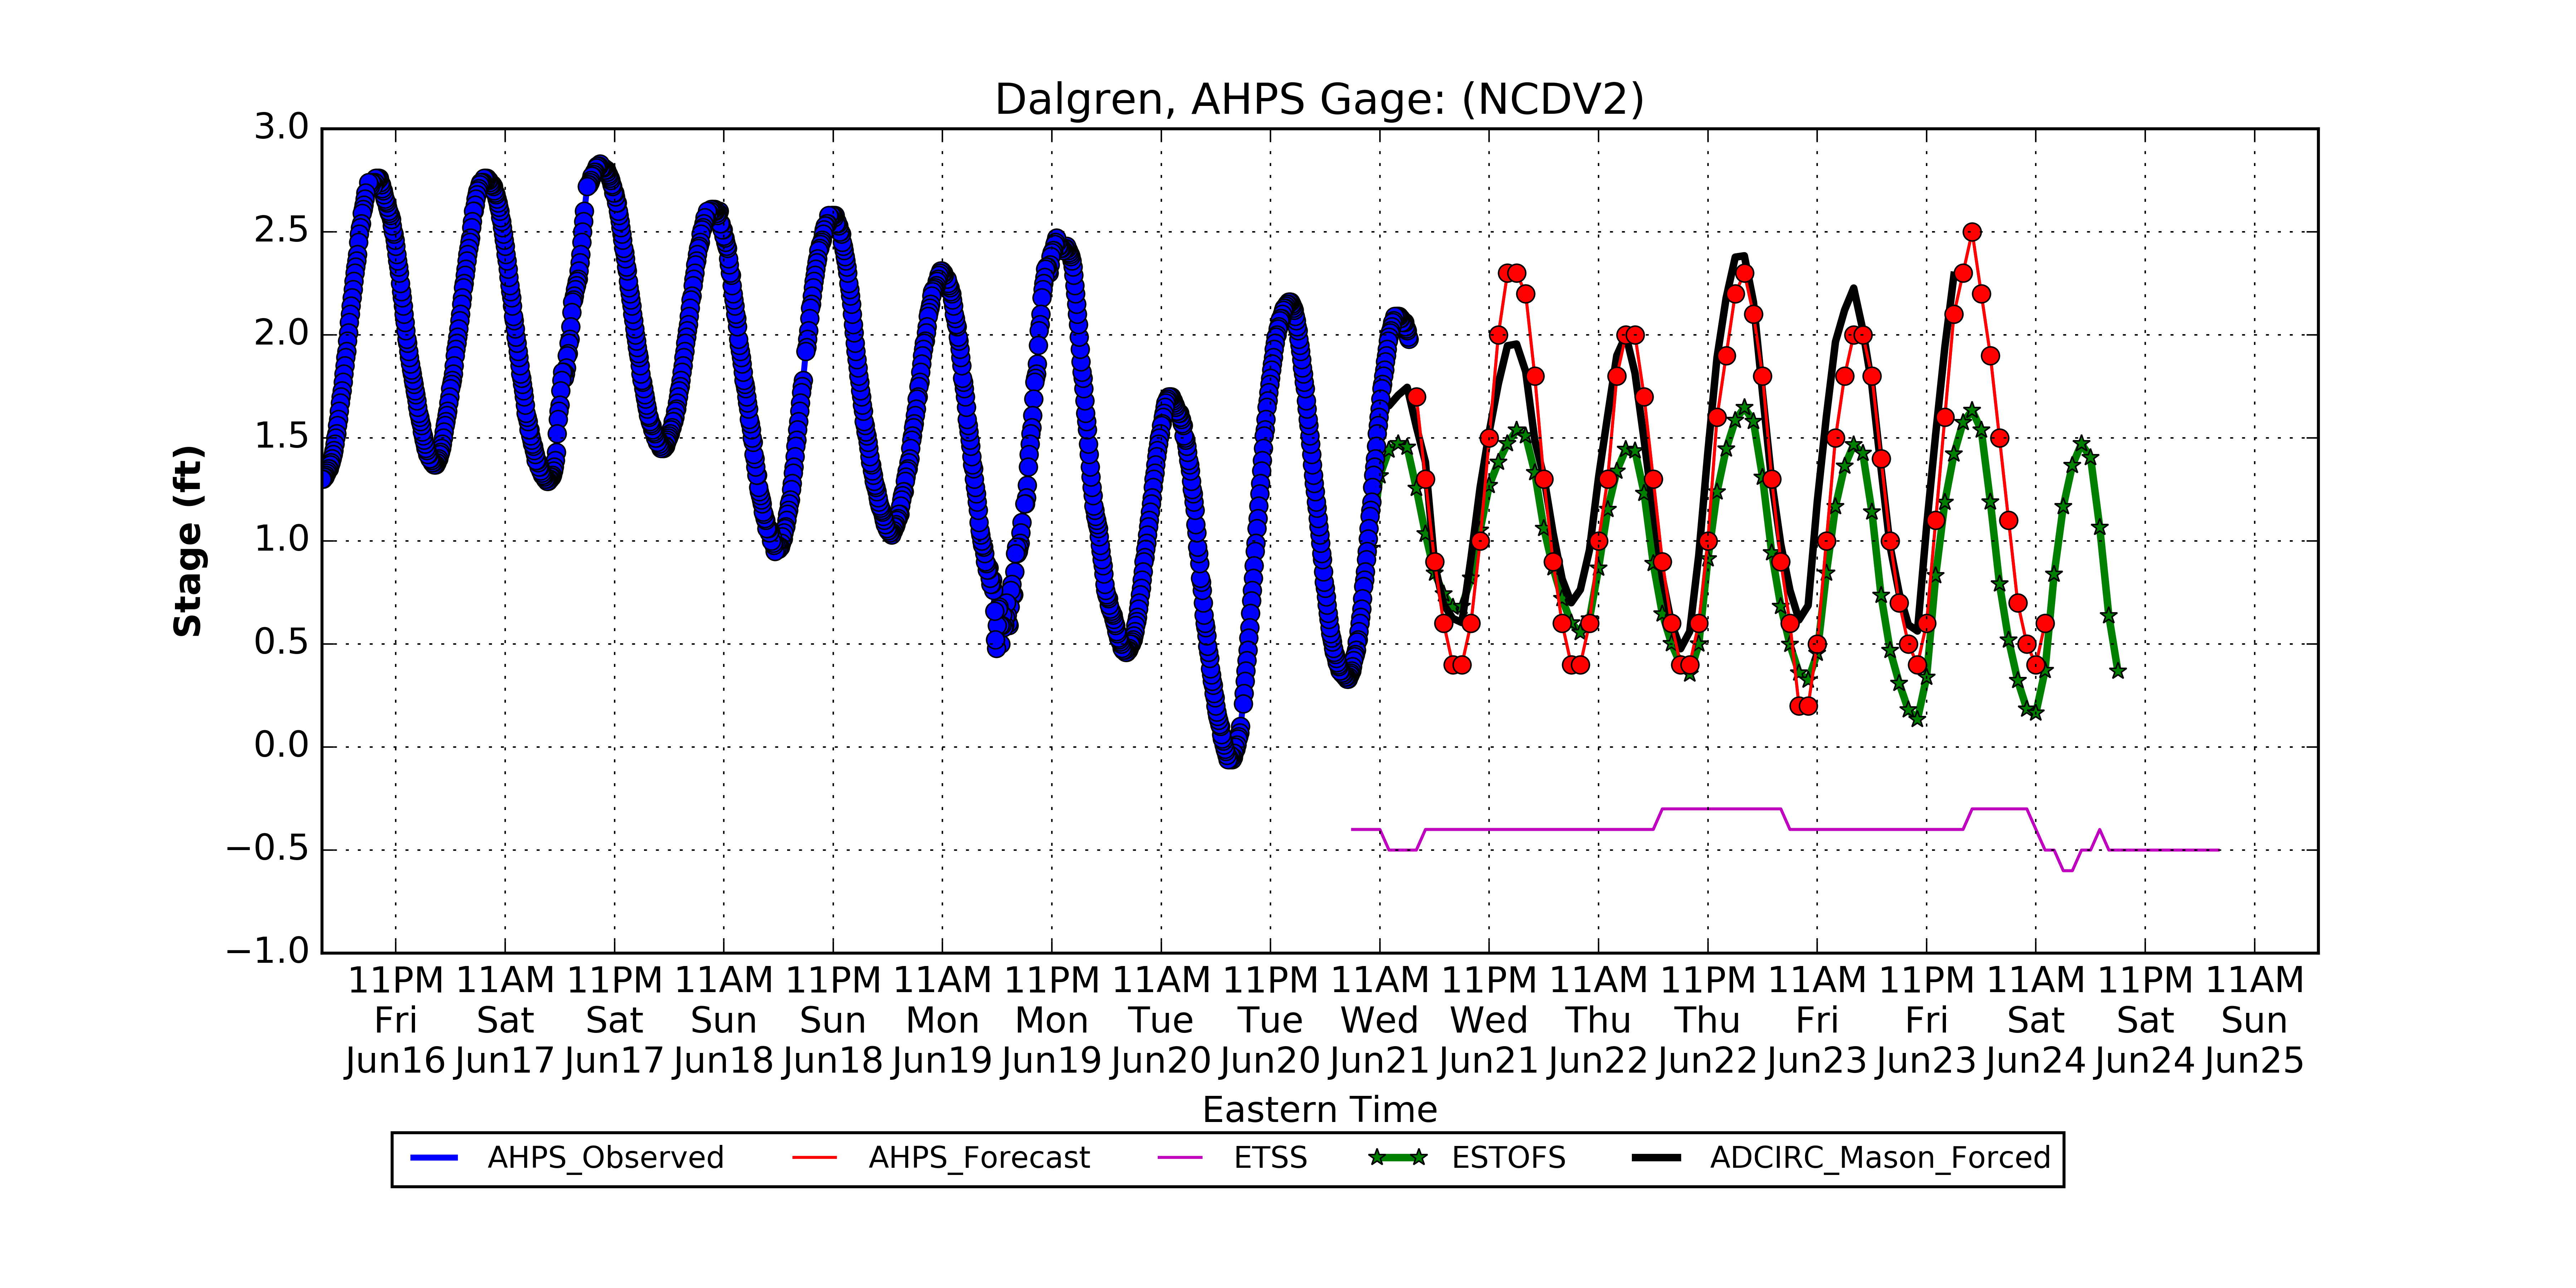 Dalgren, AHPS Gage: (NCDV2)
3.0
2.5
2.0
1.5
1.0
0.5
0.0
−0.5
−1.0
Stage (ft)
11PM 11AM 11PM 11AM 11PM 11AM 11PM 11AM 11PM 11AM 11PM 11AM 11PM 11AM 11PM 11AM 11PM 11AM
Fri Sat Sat Sun Sun Mon Mon Tue Tue Wed Wed Thu Thu Fri Fri Sat Sat Sun
Jun16 Jun17 Jun17 Jun18 Jun18 Jun19 Jun19 Jun20 Jun20 Jun21 Jun21 Jun22 Jun22 Jun23 Jun23 Jun24 Jun24 Jun25
Eastern Time
AHPS_Observed AHPS_Forecast ETSS ESTOFS ADCIRC_Mason_Forced